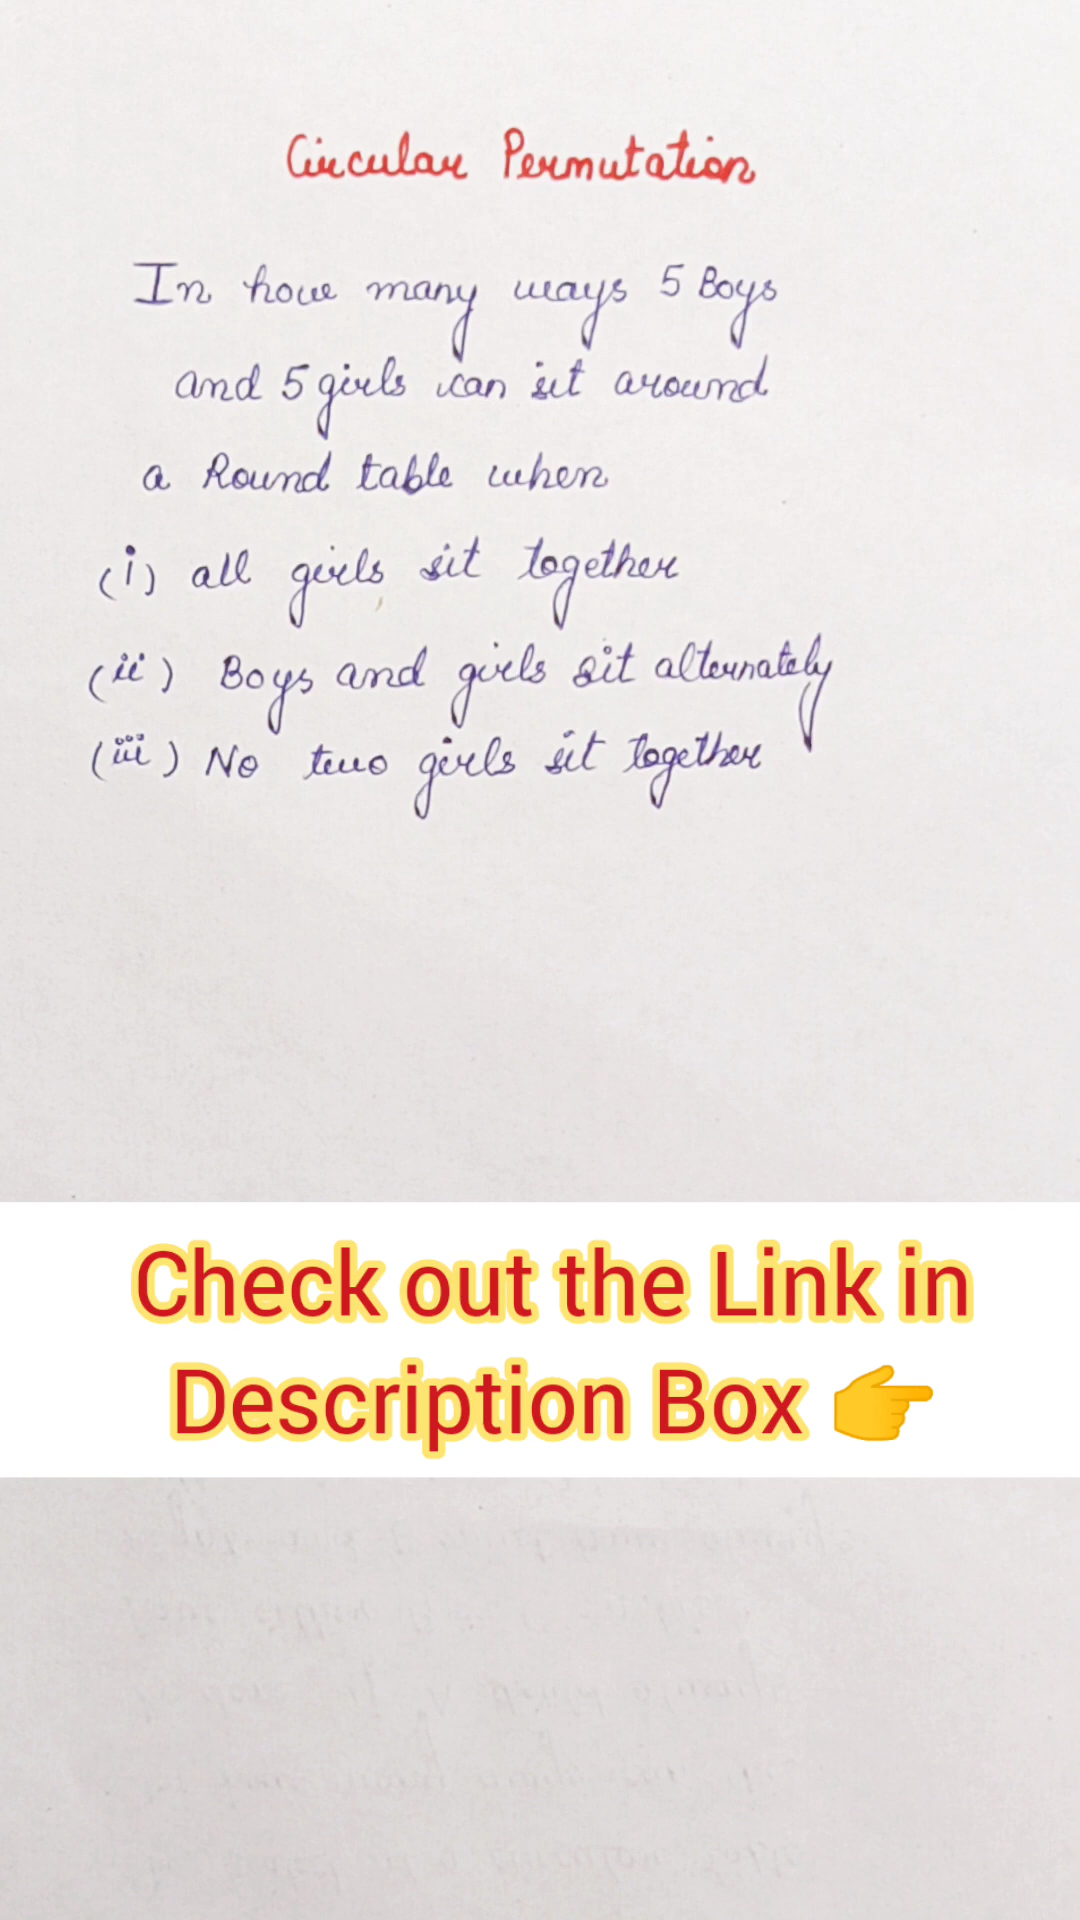 Circular Permutation
In how many ways 5 Boys
and 5 girls can sit around
a Round table when
(i) all girls sit together
(ii) Boys and girls sit alternately
(iii) No two girls sit together
Check out the Link in
Description Box 👉